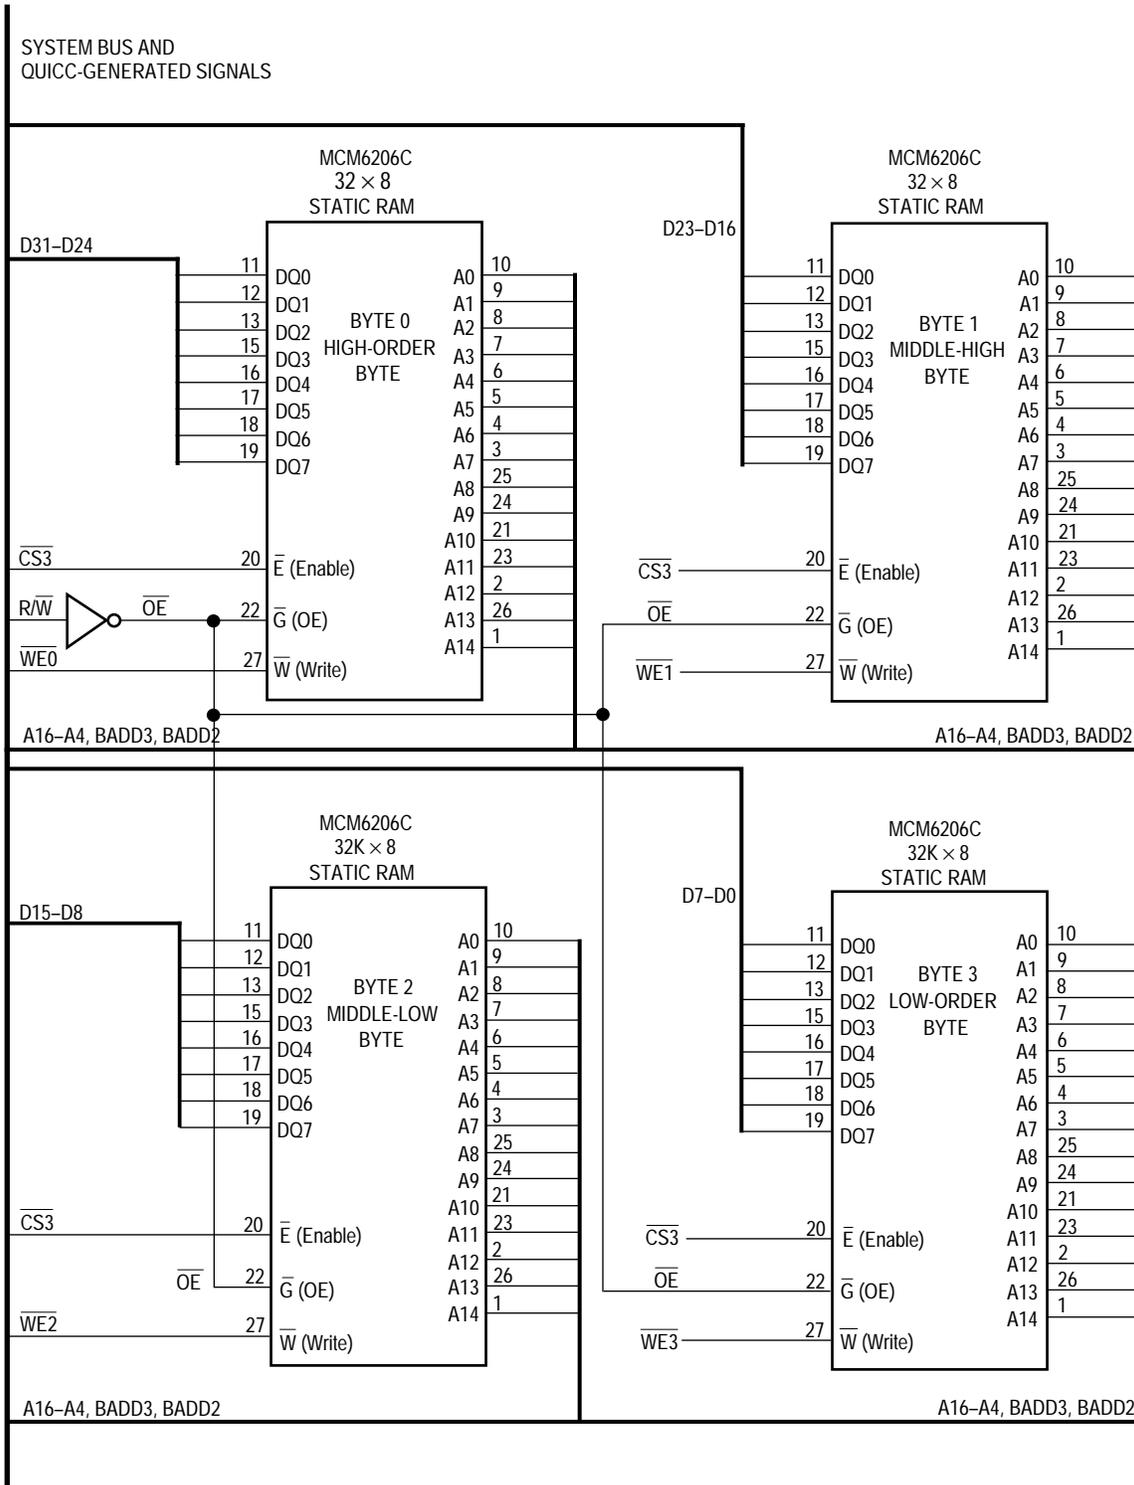 SYSTEM BUS AND
QUICC-GENERATED SIGNALS
MCM6206C
32 × 8
STATIC RAM
D31–D24
11 DQ0
12 DQ1
13 DQ2
15 DQ3
16 DQ4
17 DQ5
18 DQ6
19 DQ7
BYTE 0
HIGH-ORDER
BYTE
A0 10
A1 9
A2 8
A3 7
A4 6
A5 5
A6 4
A7 3
A8 25
A9 24
A10 21
A11 23
A12 2
A13 26
A14 1
C̅S̅3̅ 20 E̅ (Enable)
R/W̅ O̅E̅ 22 G̅ (OE)
W̅E̅0̅ 27 W̅ (Write)
A16–A4, BADD3, BADD2
MCM6206C
32 × 8
STATIC RAM
D23–D16
11 DQ0
12 DQ1
13 DQ2
15 DQ3
16 DQ4
17 DQ5
18 DQ6
19 DQ7
BYTE 1
MIDDLE-HIGH
BYTE
A0 10
A1 9
A2 8
A3 7
A4 6
A5 5
A6 4
A7 3
A8 25
A9 24
A10 21
A11 23
A12 2
A13 26
A14 1
C̅S̅3̅ 20 E̅ (Enable)
O̅E̅ 22 G̅ (OE)
W̅E̅1̅ 27 W̅ (Write)
A16–A4, BADD3, BADD2
MCM6206C
32K × 8
STATIC RAM
D15–D8
11 DQ0
12 DQ1
13 DQ2
15 DQ3
16 DQ4
17 DQ5
18 DQ6
19 DQ7
BYTE 2
MIDDLE-LOW
BYTE
A0 10
A1 9
A2 8
A3 7
A4 6
A5 5
A6 4
A7 3
A8 25
A9 24
A10 21
A11 23
A12 2
A13 26
A14 1
C̅S̅3̅ 20 E̅ (Enable)
O̅E̅ 22 G̅ (OE)
W̅E̅2̅ 27 W̅ (Write)
A16–A4, BADD3, BADD2
MCM6206C
32K × 8
STATIC RAM
D7–D0
11 DQ0
12 DQ1
13 DQ2
15 DQ3
16 DQ4
17 DQ5
18 DQ6
19 DQ7
BYTE 3
LOW-ORDER
BYTE
A0 10
A1 9
A2 8
A3 7
A4 6
A5 5
A6 4
A7 3
A8 25
A9 24
A10 21
A11 23
A12 2
A13 26
A14 1
C̅S̅3̅ 20 E̅ (Enable)
O̅E̅ 22 G̅ (OE)
W̅E̅3̅ 27 W̅ (Write)
A16–A4, BADD3, BADD2